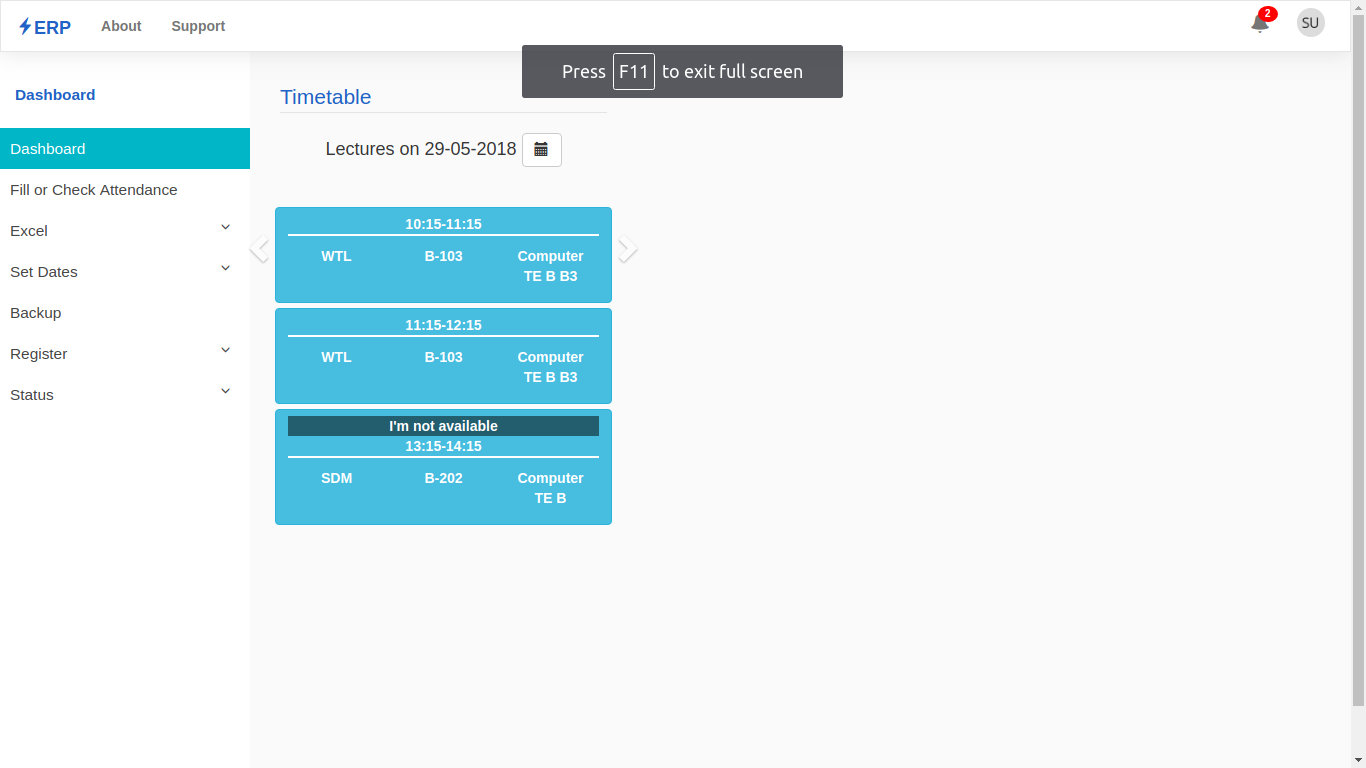 ERP About Support 2 SU
Press F11 to exit full screen
Dashboard
Dashboard
Fill or Check Attendance
Excel
Set Dates
Backup
Register
Status
Timetable
Lectures on 29-05-2018
10:15-11:15
WTL B-103 Computer
TE B B3
11:15-12:15
WTL B-103 Computer
TE B B3
I'm not available
13:15-14:15
SDM B-202 Computer
TE B